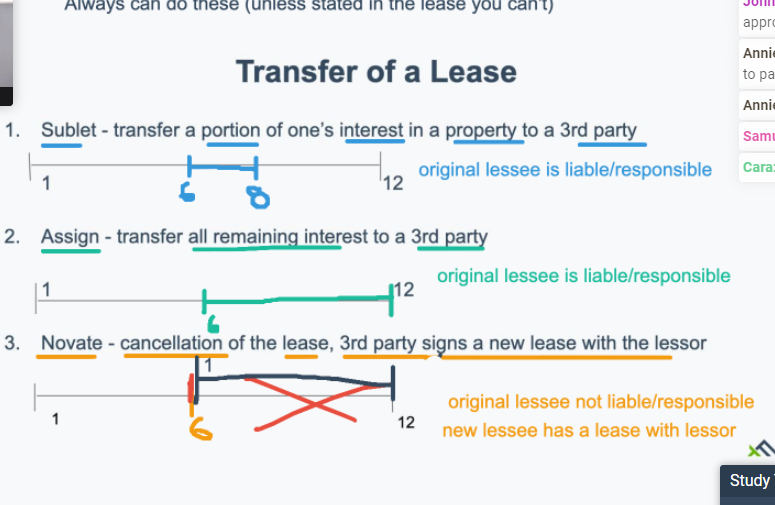 Always can do these (unless stated in the lease you can't)
John
appro
Annie
to pa
Annie
Samu
Cara
Transfer of a Lease
1. Sublet - transfer a portion of one's interest in a property to a 3rd party
1 6 8 12
original lessee is liable/responsible
2. Assign - transfer all remaining interest to a 3rd party
1 6 12
original lessee is liable/responsible
3. Novate - cancellation of the lease, 3rd party signs a new lease with the lessor
1
1 6 12
original lessee not liable/responsible
new lessee has a lease with lessor
Study